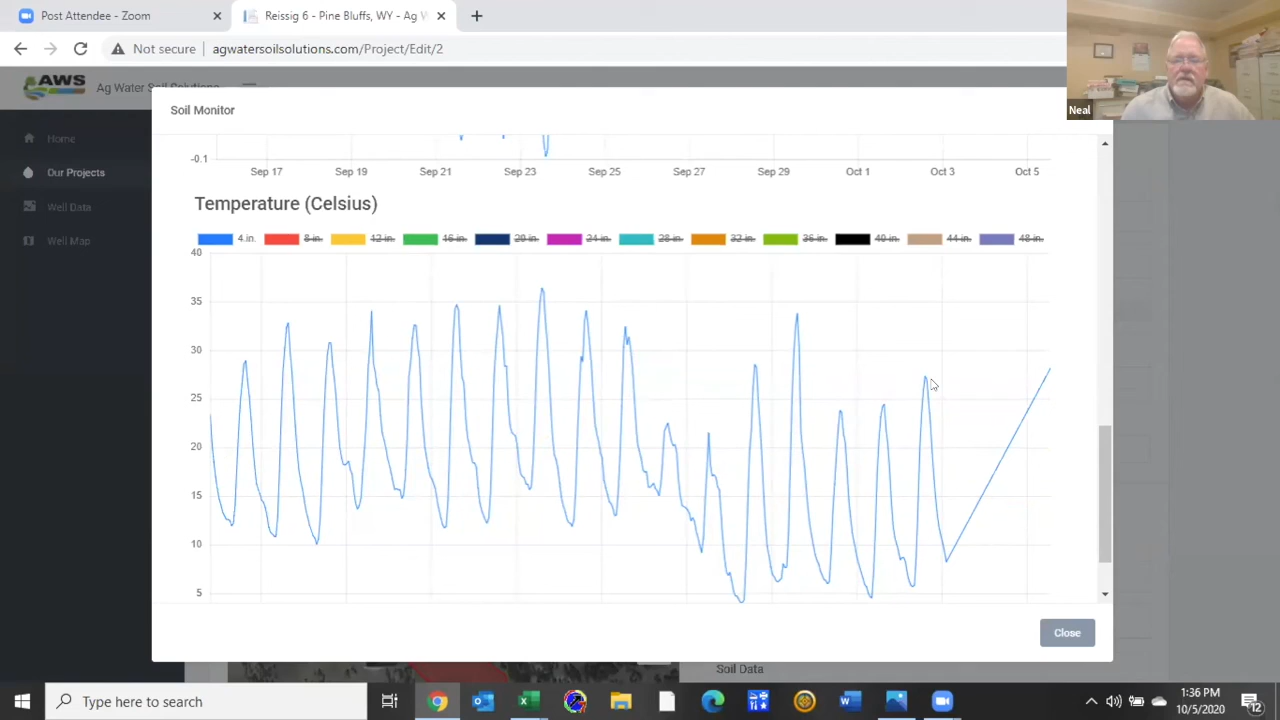 Post Attendee - Zoom
Reissig 6 - Pine Bluffs, WY - Ag W
Not secure
agwatersoilsolutions.com/Project/Edit/2
AWS
Ag Water Soil Solutions
Neal
Home
Our Projects
Well Data
Well Map
Soil Monitor
-0.1
Sep 17 Sep 19 Sep 21 Sep 23 Sep 25 Sep 27 Sep 29 Oct 1 Oct 3 Oct 5
Temperature (Celsius)
4 in. 8 in. 12 in. 16 in. 20 in. 24 in. 28 in. 32 in. 36 in. 40 in. 44 in. 48 in.
40
35
30
25
20
15
10
5
Close
Soil Data
Type here to search
1:36 PM
10/5/2020
12